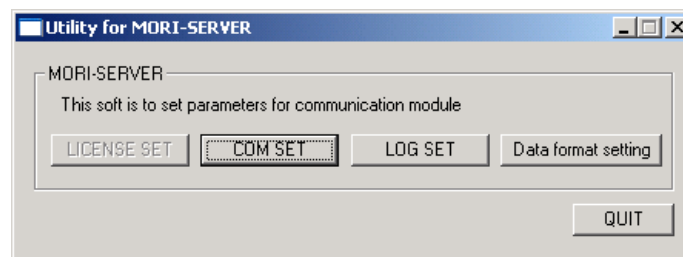 Utility for MORI-SERVER
MORI-SERVER
This soft is to set parameters for communication module
LICENSE SET COM SET LOG SET Data format setting
QUIT